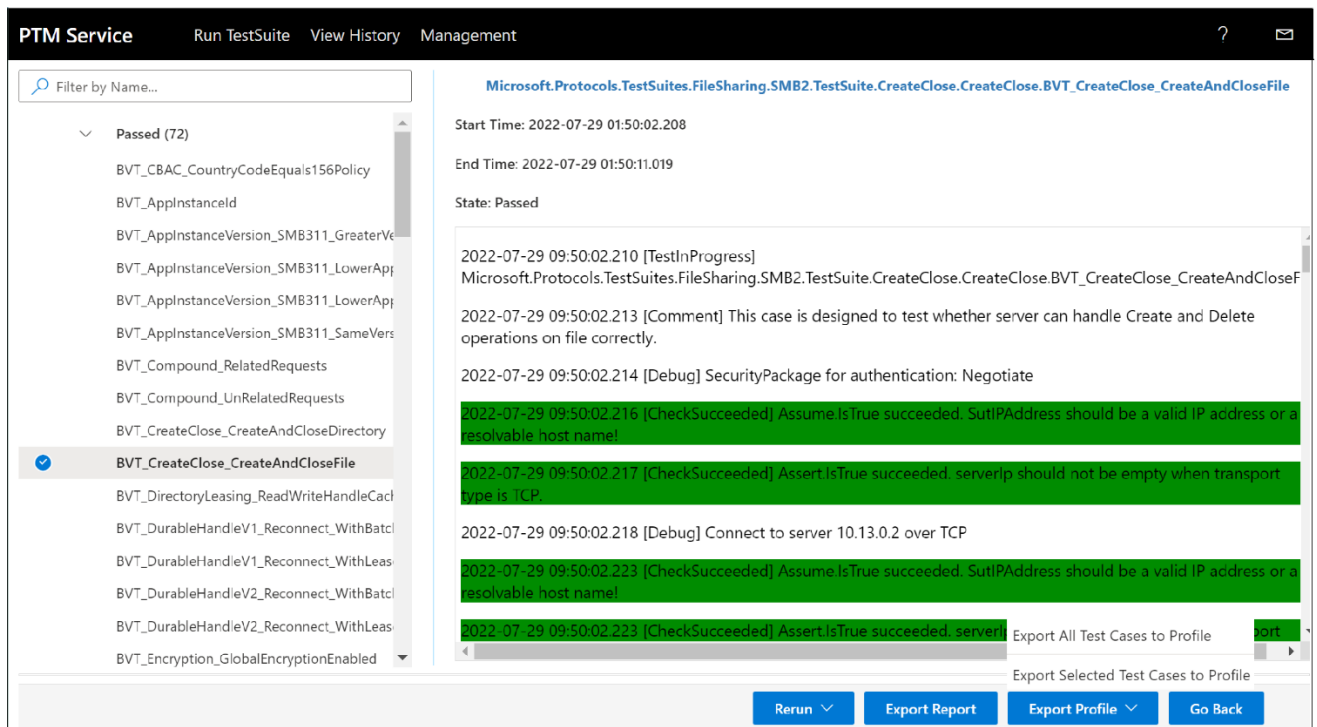 PTM Service Run TestSuite View History Management ?
Filter by Name...
Passed (72)
BVT_CBAC_CountryCodeEquals156Policy
BVT_AppInstanceId
BVT_AppInstanceVersion_SMB311_GreaterVe
BVT_AppInstanceVersion_SMB311_LowerApp
BVT_AppInstanceVersion_SMB311_LowerApp
BVT_AppInstanceVersion_SMB311_SameVers
BVT_Compound_RelatedRequests
BVT_Compound_UnRelatedRequests
BVT_CreateClose_CreateAndCloseDirectory
BVT_CreateClose_CreateAndCloseFile
BVT_DirectoryLeasing_ReadWriteHandleCach
BVT_DurableHandleV1_Reconnect_WithBatcl
BVT_DurableHandleV1_Reconnect_WithLeas
BVT_DurableHandleV2_Reconnect_WithBatcl
BVT_DurableHandleV2_Reconnect_WithLeas
BVT_Encryption_GlobalEncryptionEnabled
Microsoft.Protocols.TestSuites.FileSharing.SMB2.TestSuite.CreateClose.CreateClose.BVT_CreateClose_CreateAndCloseFile
Start Time: 2022-07-29 01:50:02.208
End Time: 2022-07-29 01:50:11.019
State: Passed
2022-07-29 09:50:02.210 [TestInProgress]
Microsoft.Protocols.TestSuites.FileSharing.SMB2.TestSuite.CreateClose.CreateClose.BVT_CreateClose_CreateAndCloseF
2022-07-29 09:50:02.213 [Comment] This case is designed to test whether server can handle Create and Delete
operations on file correctly.
2022-07-29 09:50:02.214 [Debug] SecurityPackage for authentication: Negotiate
2022-07-29 09:50:02.216 [CheckSucceeded] Assume.IsTrue succeeded. SutIPAddress should be a valid IP address or a
resolvable host name!
2022-07-29 09:50:02.217 [CheckSucceeded] Assert.IsTrue succeeded. serverIp should not be empty when transport
type is TCP.
2022-07-29 09:50:02.218 [Debug] Connect to server 10.13.0.2 over TCP
2022-07-29 09:50:02.223 [CheckSucceeded] Assume.IsTrue succeeded. SutIPAddress should be a valid IP address or a
resolvable host name!
2022-07-29 09:50:02.223 [CheckSucceeded] Assert.IsTrue succeeded. serverIp
Export All Test Cases to Profile
Export Selected Test Cases to Profile
Rerun Export Report Export Profile Go Back